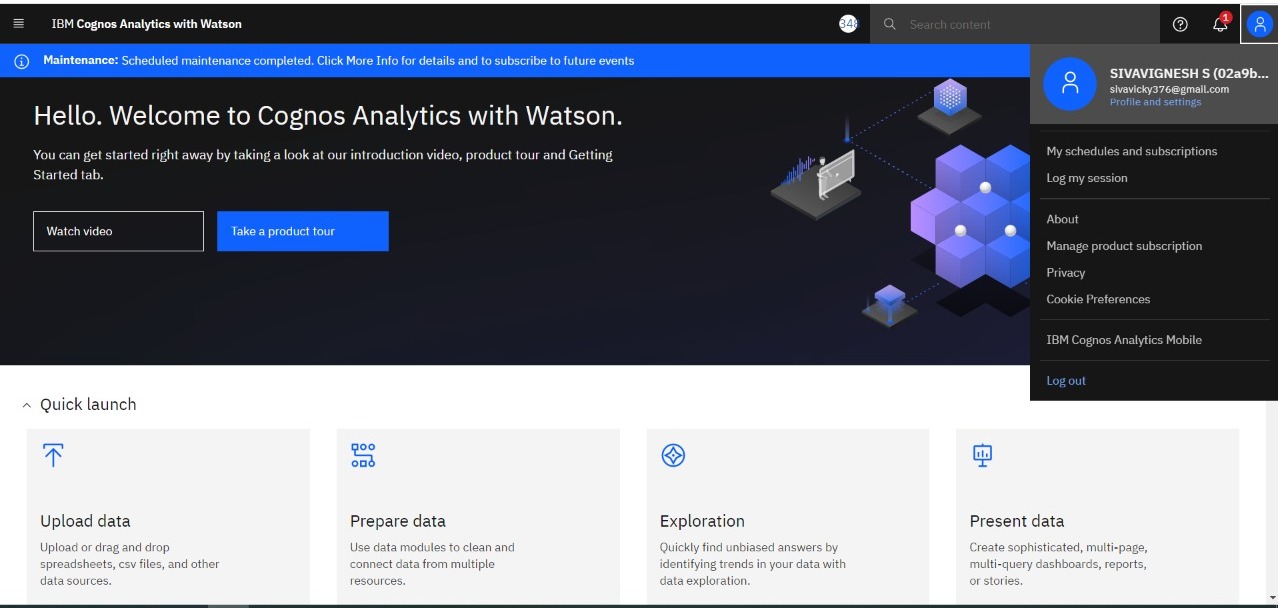 IBM Cognos Analytics with Watson
348
Search content
1
Maintenance: Scheduled maintenance completed. Click More Info for details and to subscribe to future events
Hello. Welcome to Cognos Analytics with Watson.
You can get started right away by taking a look at our introduction video, product tour and Getting
Started tab.
Watch video
Take a product tour
SIVAVIGNESH S (02a9b...
sivavicky376@gmail.com
Profile and settings
My schedules and subscriptions
Log my session
About
Manage product subscription
Privacy
Cookie Preferences
IBM Cognos Analytics Mobile
Log out
Quick launch
Upload data
Upload or drag and drop
spreadsheets, csv files, and other
data sources.
Prepare data
Use data modules to clean and
connect data from multiple
resources.
Exploration
Quickly find unbiased answers by
identifying trends in your data with
data exploration.
Present data
Create sophisticated, multi-page,
multi-query dashboards, reports,
or stories.